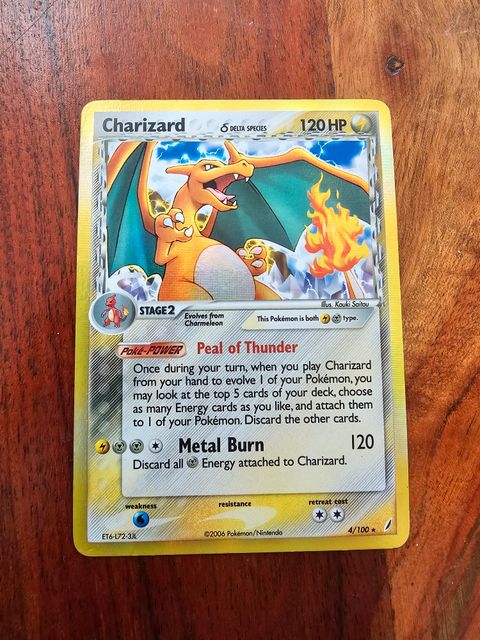 Charizard δ DELTA SPECIES 120 HP
Illus. Kouki Saitou
STAGE 2
Evolves from
Charmeleon
This Pokémon is both type.
Poké-POWER Peal of Thunder
Once during your turn, when you play Charizard
from your hand to evolve 1 of your Pokémon, you
may look at the top 5 cards of your deck, choose
as many Energy cards as you like, and attach them
to 1 of your Pokémon. Discard the other cards.
Metal Burn 120
Discard all Energy attached to Charizard.
weakness resistance retreat cost
ET6-L72-3JL ©2006 Pokémon/Nintendo 4/100 ★